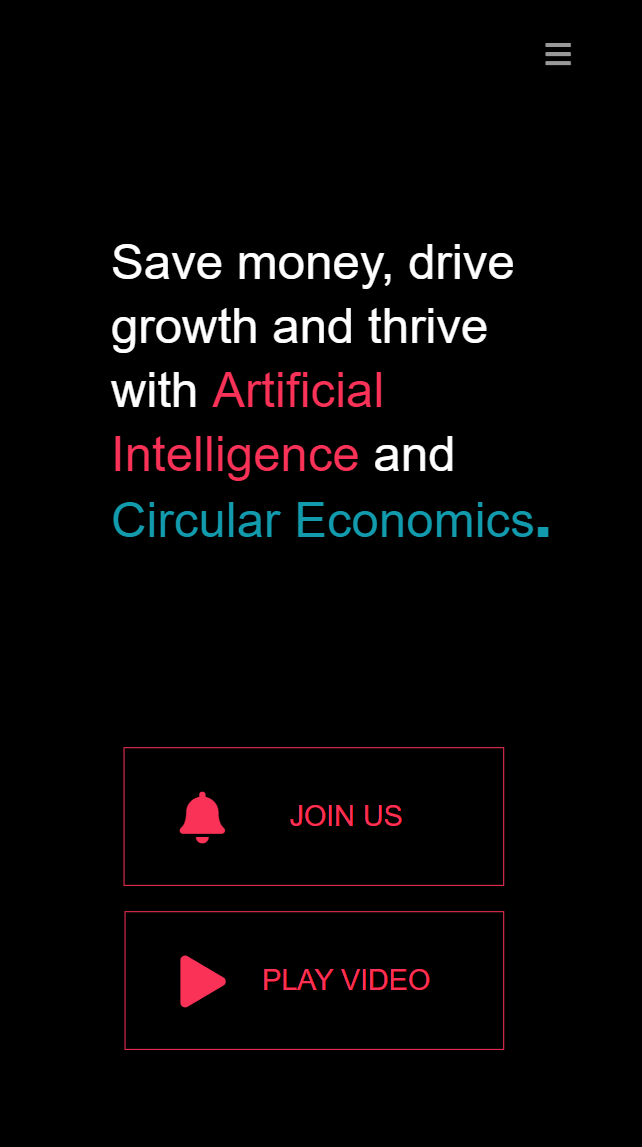 Save money, drive
growth and thrive
with Artificial
Intelligence and
Circular Economics.
JOIN US
PLAY VIDEO